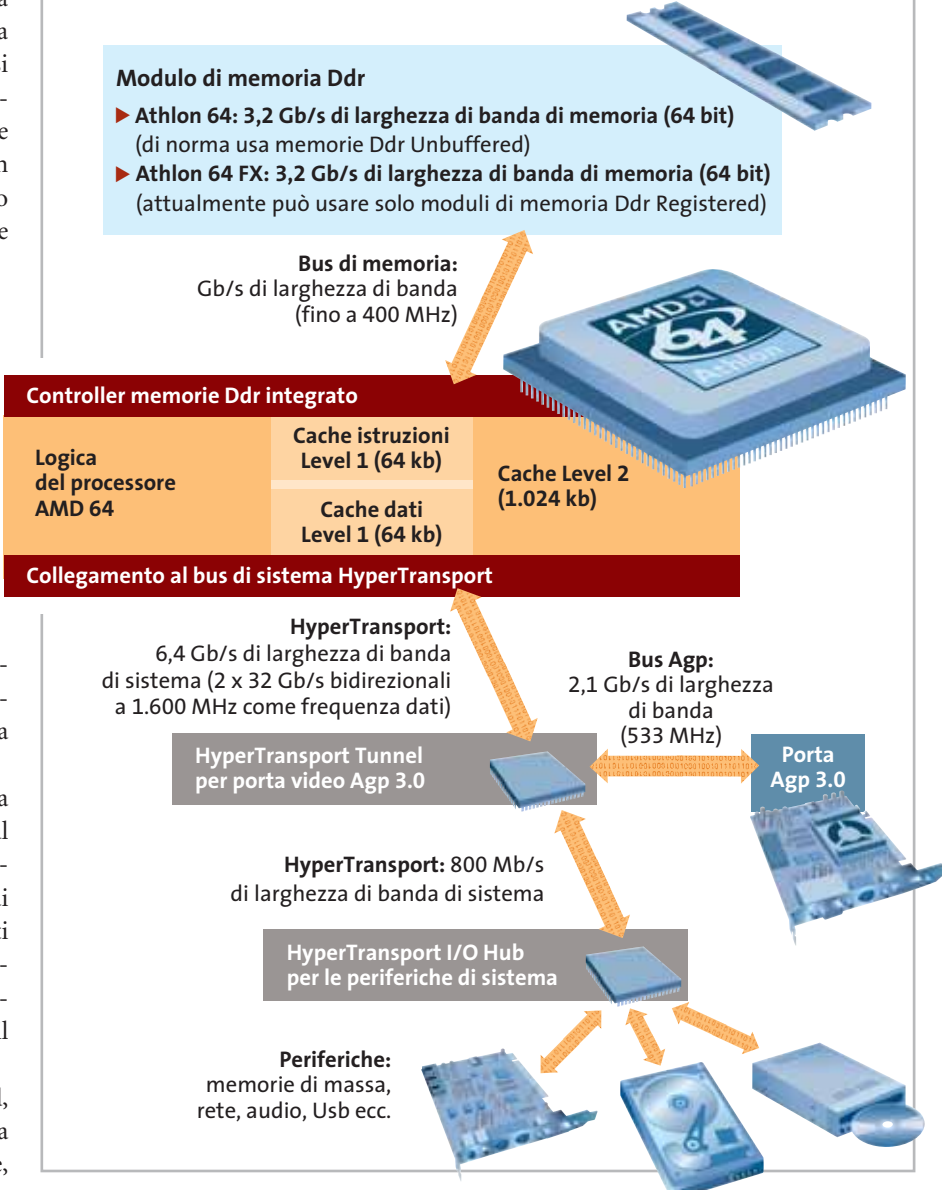 a
a
si
-
e
n
o
e
Modulo di memoria Ddr
Athlon 64: 3,2 Gb/s di larghezza di banda di memoria (64 bit)
(di norma usa memorie Ddr Unbuffered)
Athlon 64 FX: 3,2 Gb/s di larghezza di banda di memoria (64 bit)
(attualmente può usare solo moduli di memoria Ddr Registered)
Bus di memoria:
Gb/s di larghezza di banda
(fino a 400 MHz)
AMD
64
Athlon
Controller memorie Ddr integrato
Logica
del processore
AMD 64
Cache istruzioni
Level 1 (64 kb)
Cache dati
Level 1 (64 kb)
Cache Level 2
(1.024 kb)
Collegamento al bus di sistema HyperTransport
HyperTransport:
6,4 Gb/s di larghezza di banda
di sistema (2 x 32 Gb/s bidirezionali
a 1.600 MHz come frequenza dati)
Bus Agp:
2,1 Gb/s di larghezza
di banda
(533 MHz)
HyperTransport Tunnel
per porta video Agp 3.0
Porta
Agp 3.0
HyperTransport: 800 Mb/s
di larghezza di banda di sistema
HyperTransport I/O Hub
per le periferiche di sistema
Periferiche:
memorie di massa,
rete, audio, Usb ecc.
-
-
a
a
-
ti
-
-
a
e,